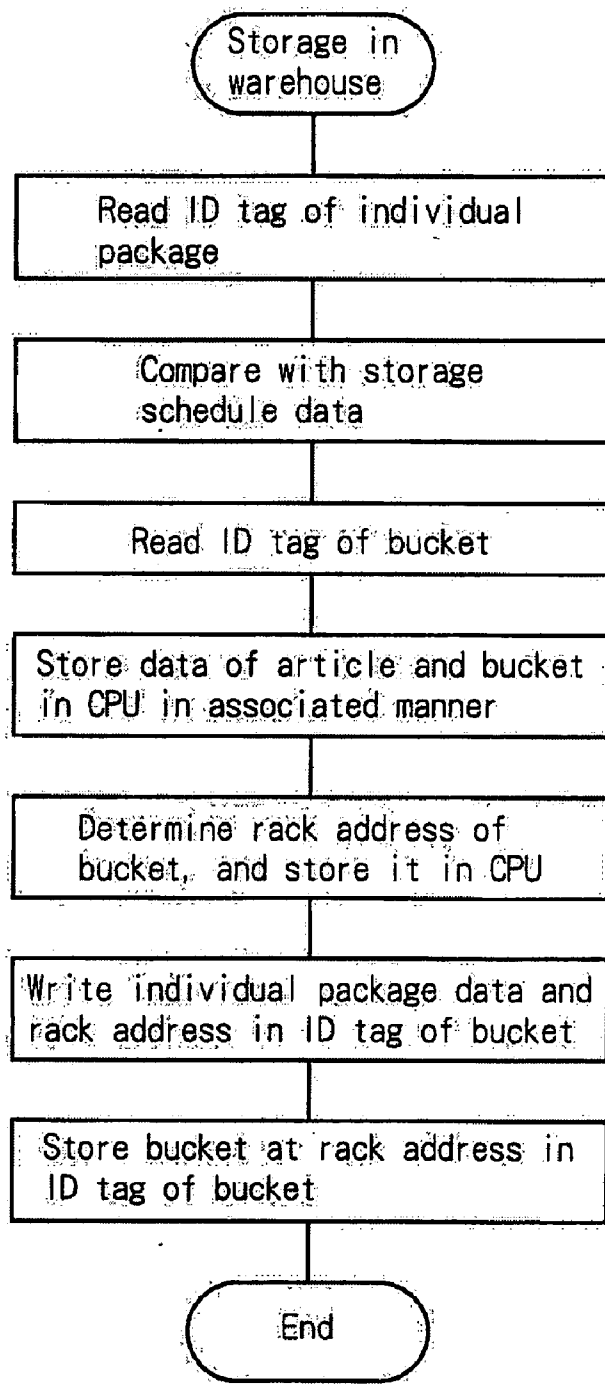 Storage in
warehouse
Read ID tag of individual
package
Compare with storage
schedule data
Read ID tag of bucket
Store data of article and bucket
in CPU in associated manner
Determine rack address of
bucket, and store it in CPU
Write individual package data and
rack address in ID tag of bucket
Store bucket at rack address in
ID tag of bucket
End